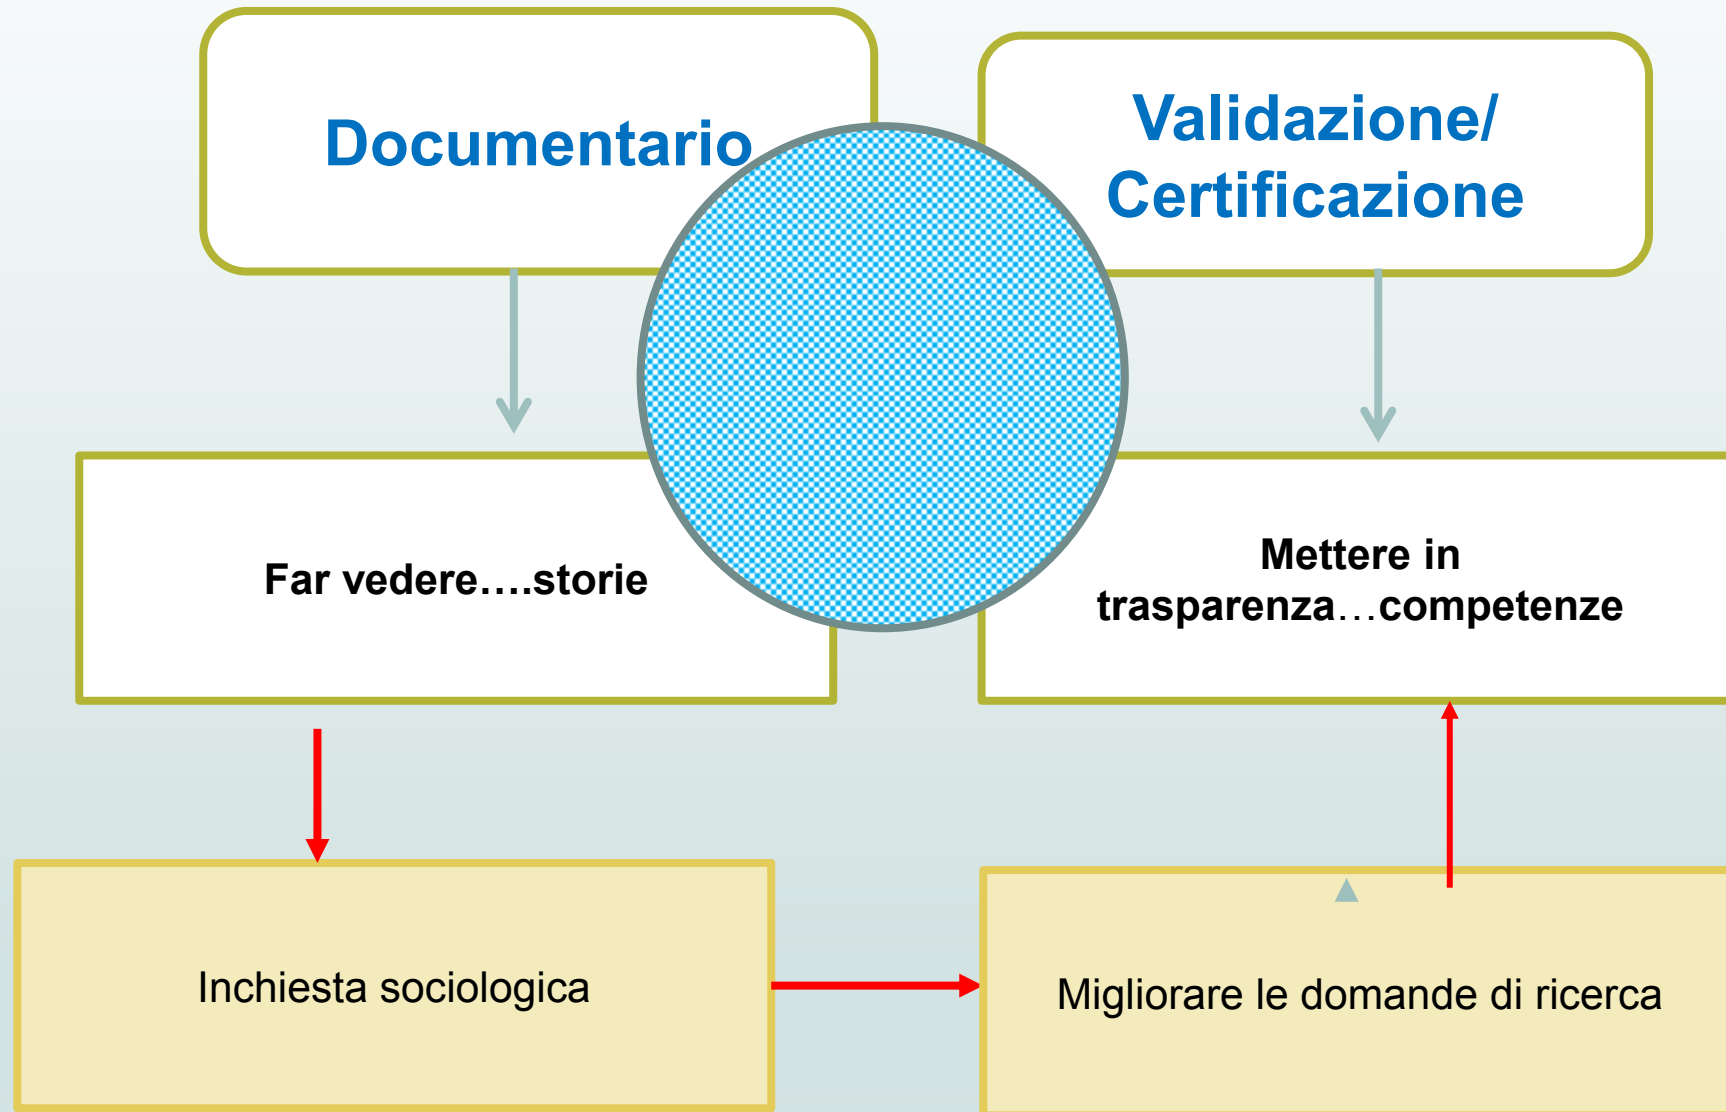 Documentario
Validazione/
Certificazione
Far vedere….storie
Mettere in
trasparenza…competenze
Inchiesta sociologica
Migliorare le domande di ricerca